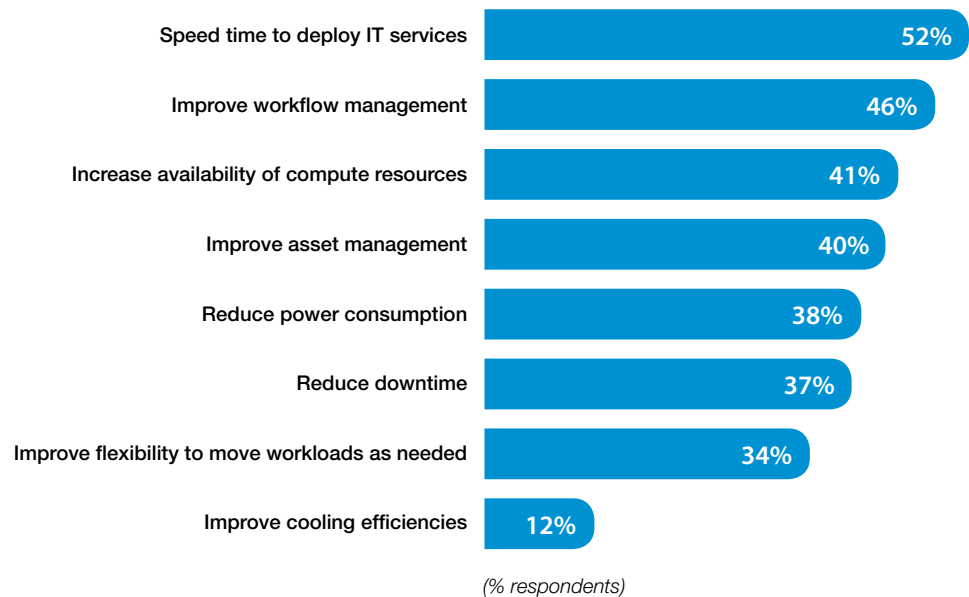 Speed time to deploy IT services 52%
Improve workflow management 46%
Increase availability of compute resources 41%
Improve asset management 40%
Reduce power consumption 38%
Reduce downtime 37%
Improve flexibility to move workloads as needed 34%
Improve cooling efficiencies 12%
(% respondents)